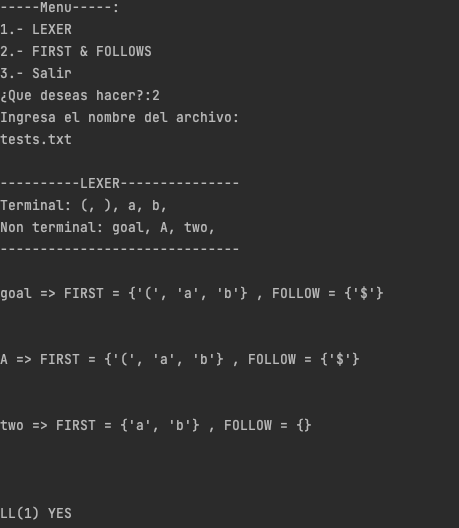 -----Menu-----:
1.- LEXER
2.- FIRST & FOLLOWS
3.- Salir
¿Que deseas hacer?:2
Ingresa el nombre del archivo:
tests.txt
----------LEXER---------------
Terminal: (, ), a, b,
Non terminal: goal, A, two,
------------------------------
goal => FIRST = {'(', 'a', 'b'} , FOLLOW = {'$'}
A => FIRST = {'(', 'a', 'b'} , FOLLOW = {'$'}
two => FIRST = {'a', 'b'} , FOLLOW = {}
LL(1) YES